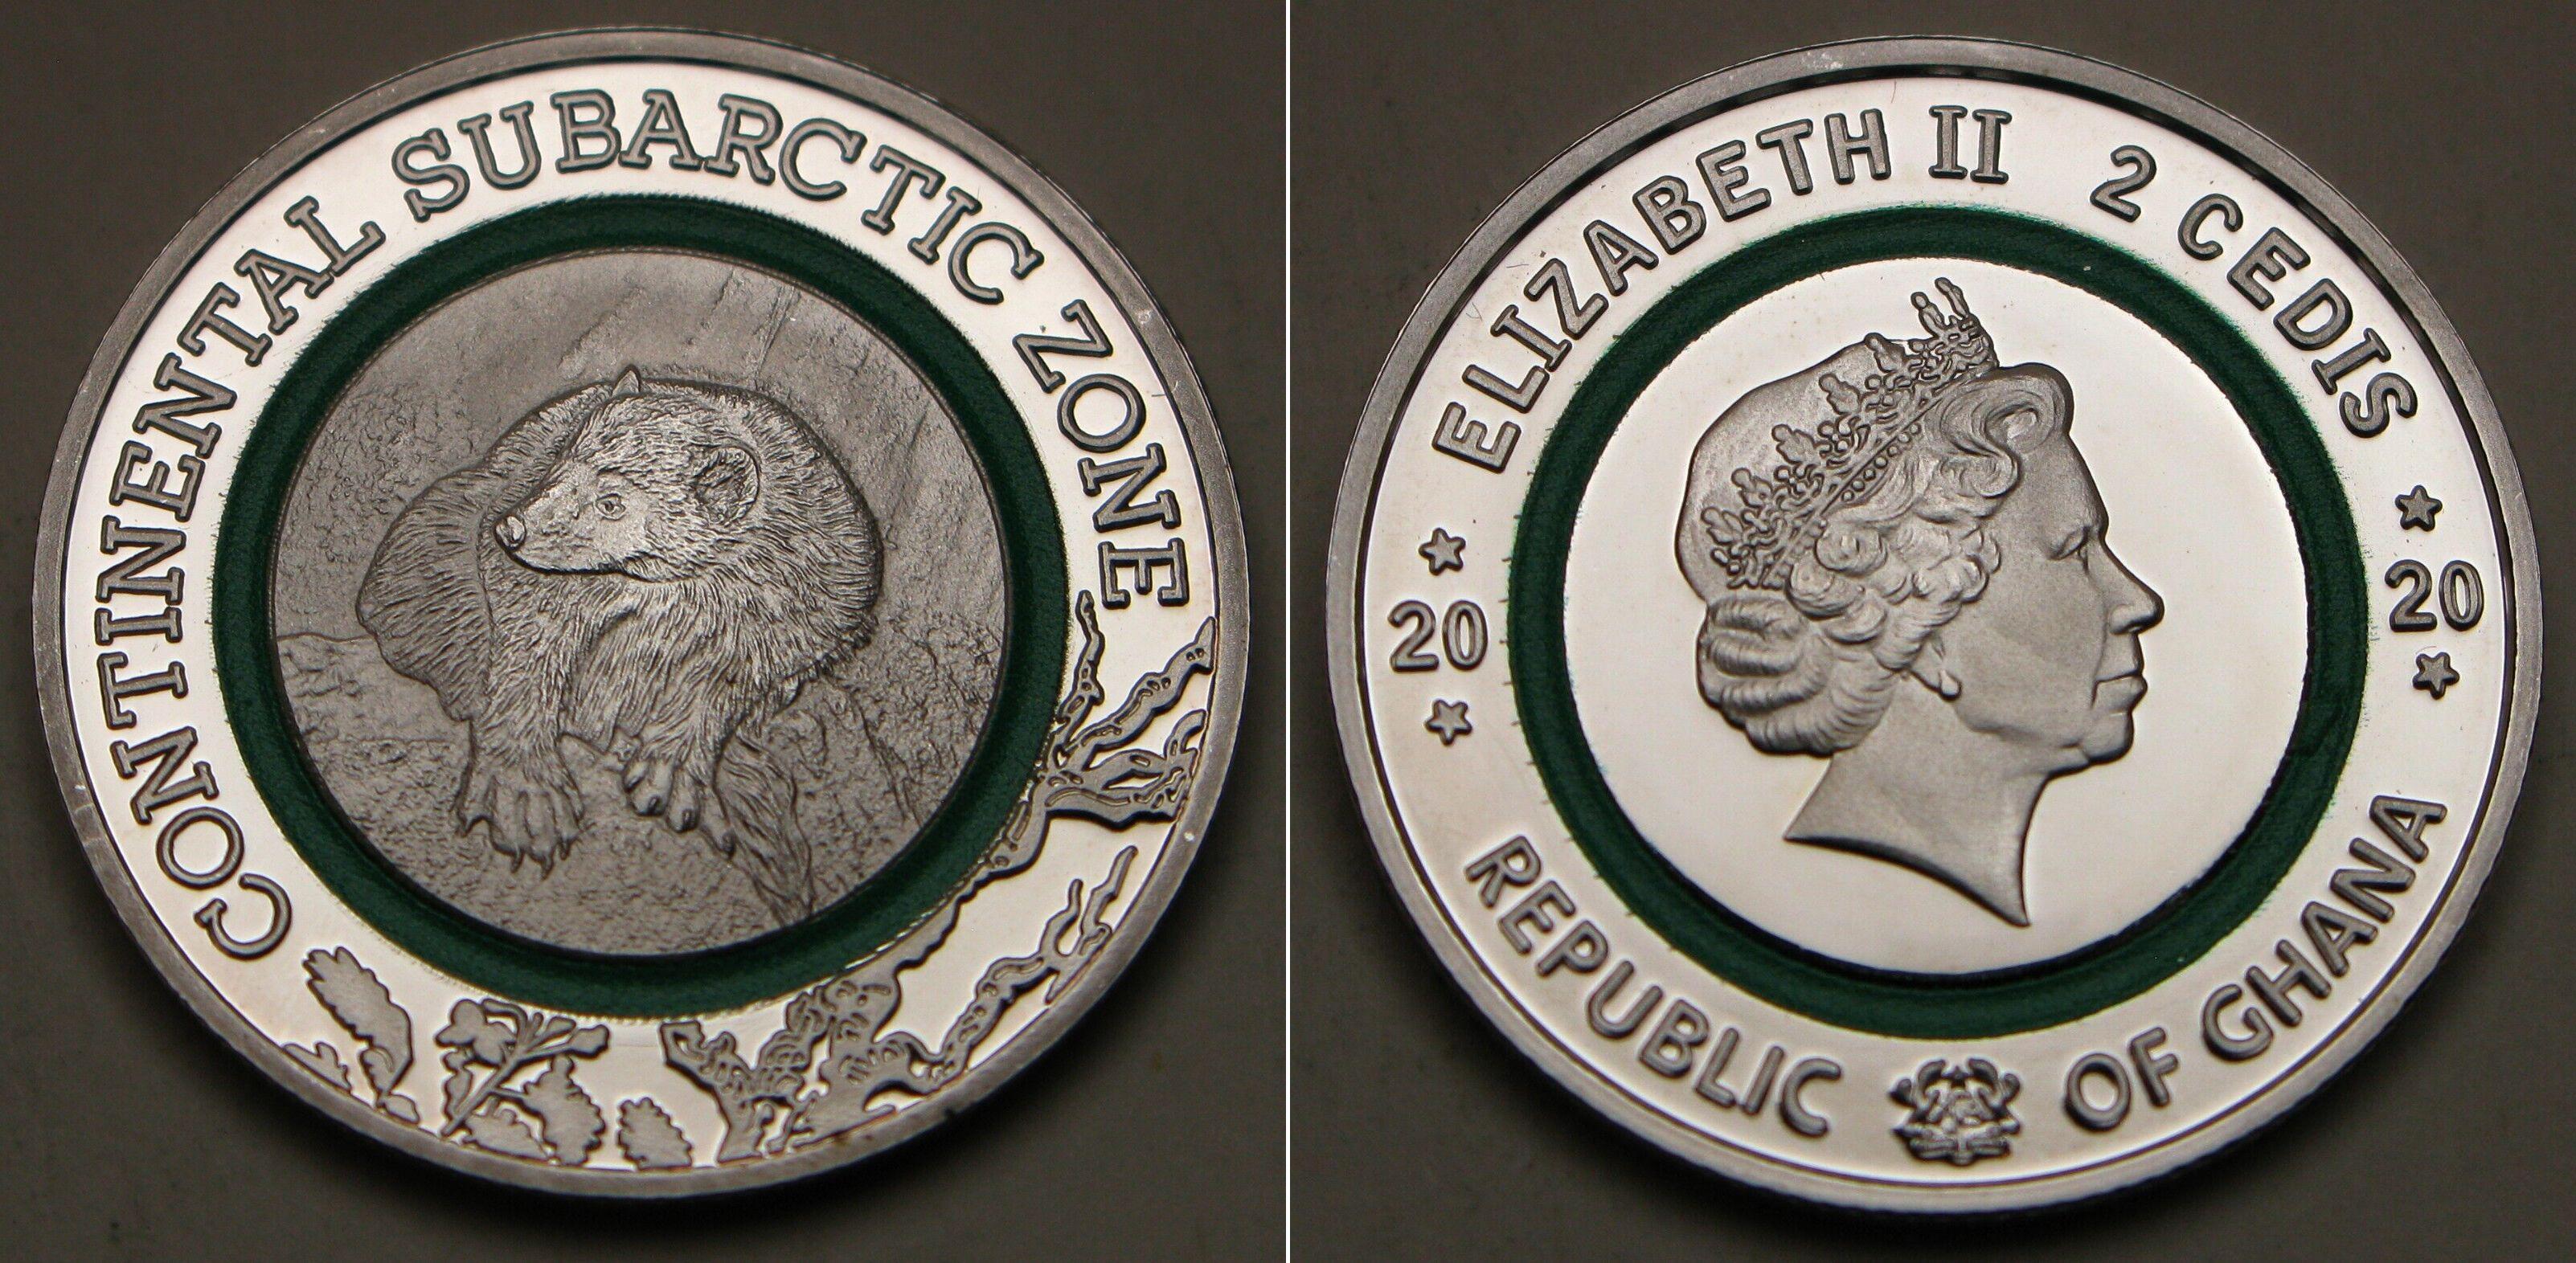 CONTINENTAL SUBARCTIC ZONE
ELIZABETH II 2 CEDIS
20 20
REPUBLIC OF GHANA